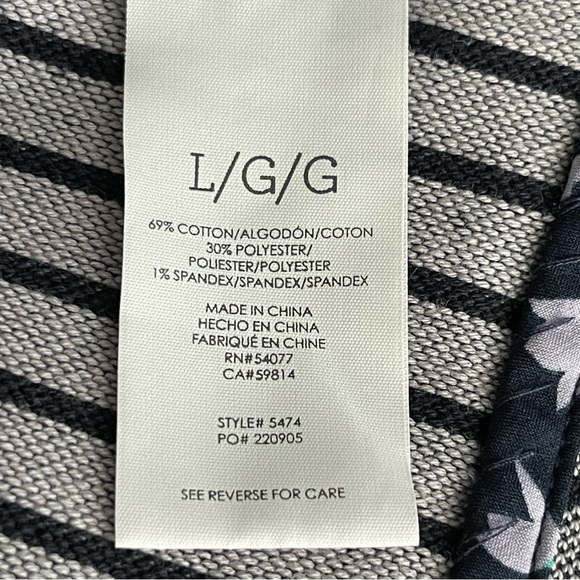 L/G/G
69% COTTON/ALGODÓN/COTON
30% POLYESTER/
POLIESTER/POLYESTER
1% SPANDEX/SPANDEX/SPANDEX
MADE IN CHINA
HECHO EN CHINA
FABRIQUÉ EN CHINE
RN#54077
CA#59814
STYLE# 5474
PO# 220905
SEE REVERSE FOR CARE